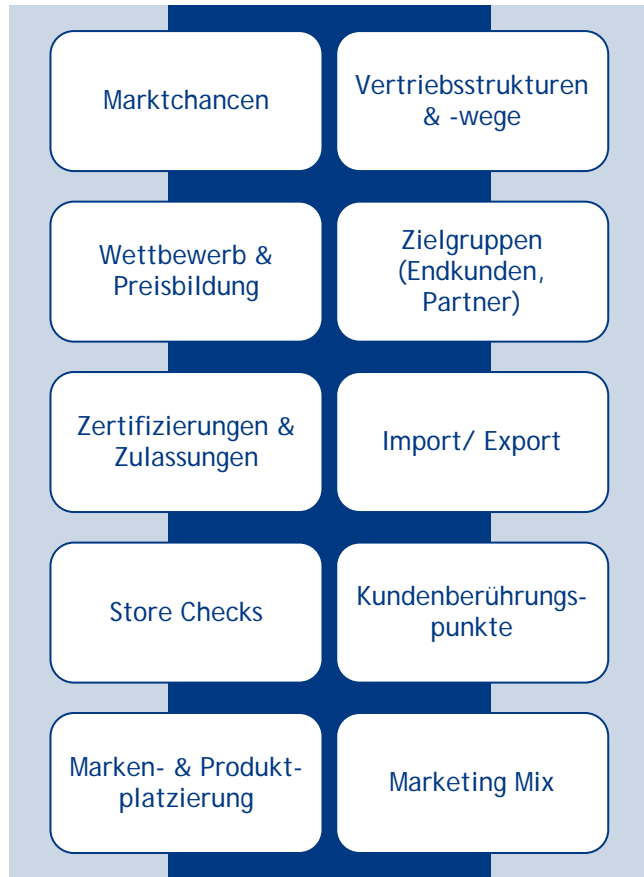 Marktchancen
Vertriebsstrukturen
& -wege
Wettbewerb &
Preisbildung
Zielgruppen
(Endkunden,
Partner)
Zertifizierungen &
Zulassungen
Import/ Export
Store Checks
Kundenberührungs-
punkte
Marken- & Produkt-
platzierung
Marketing Mix